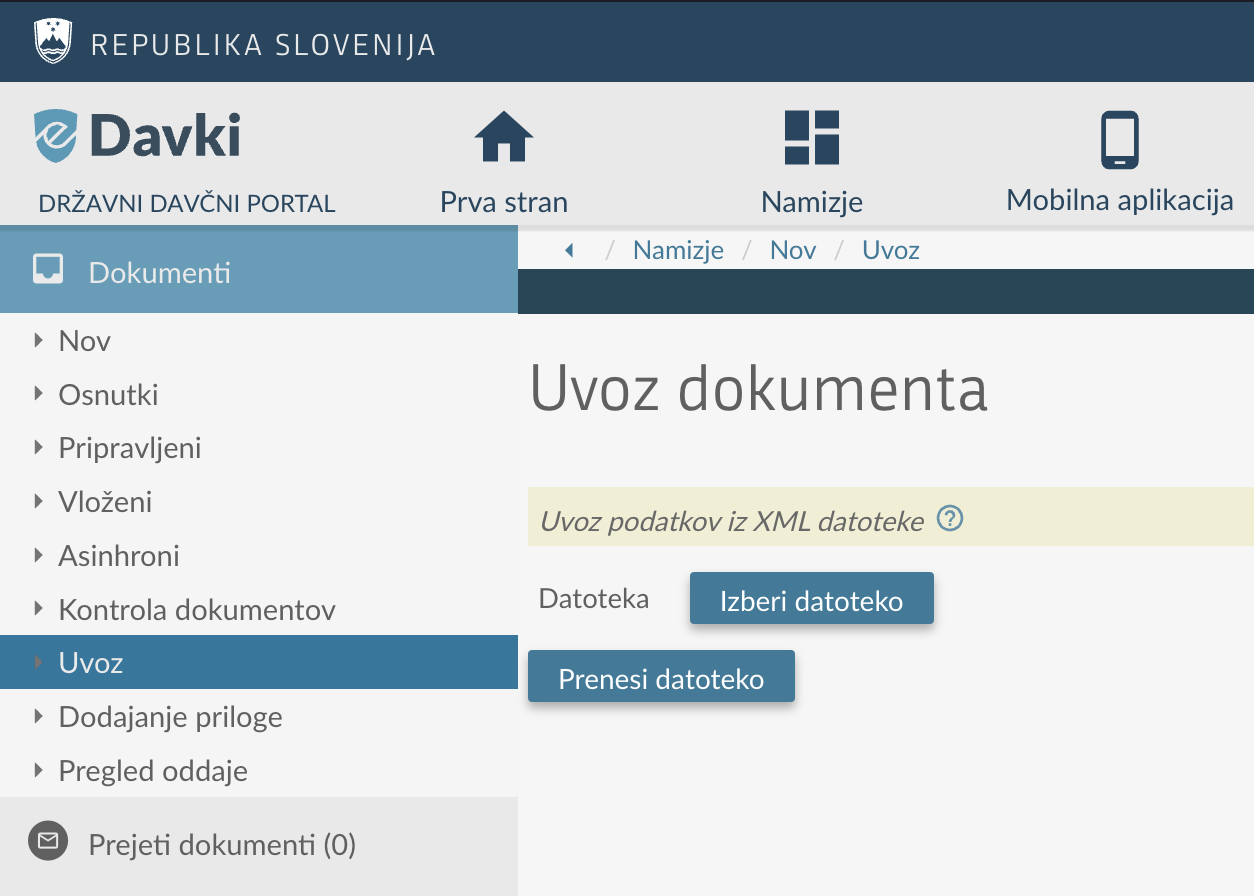 REPUBLIKA SLOVENIJA
eDavki
DRŽAVNI DAVČNI PORTAL
Prva stran
Namizje
Mobilna aplikacija
Dokumenti
Nov
Osnutki
Pripravljeni
Vloženi
Asinhroni
Kontrola dokumentov
Uvoz
Dodajanje priloge
Pregled oddaje
Prejeti dokumenti (0)
/ Namizje / Nov / Uvoz
Uvoz dokumenta
Uvoz podatkov iz XML datoteke ?
Datoteka Izberi datoteko
Prenesi datoteko